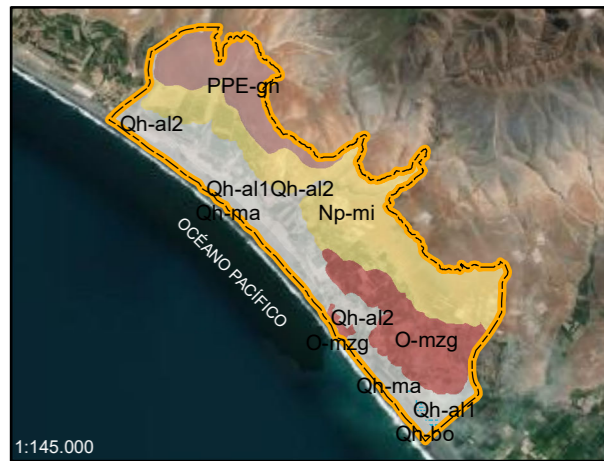 PPE-gn
Qh-al2
Qh-al1Qh-al2
Qh-ma
Np-mi
OCÉANO PACÍFICO
Qh-al2
O-mzg
O-mzg
Qh-ma
Qh-al1
Qh-bo
1:145.000